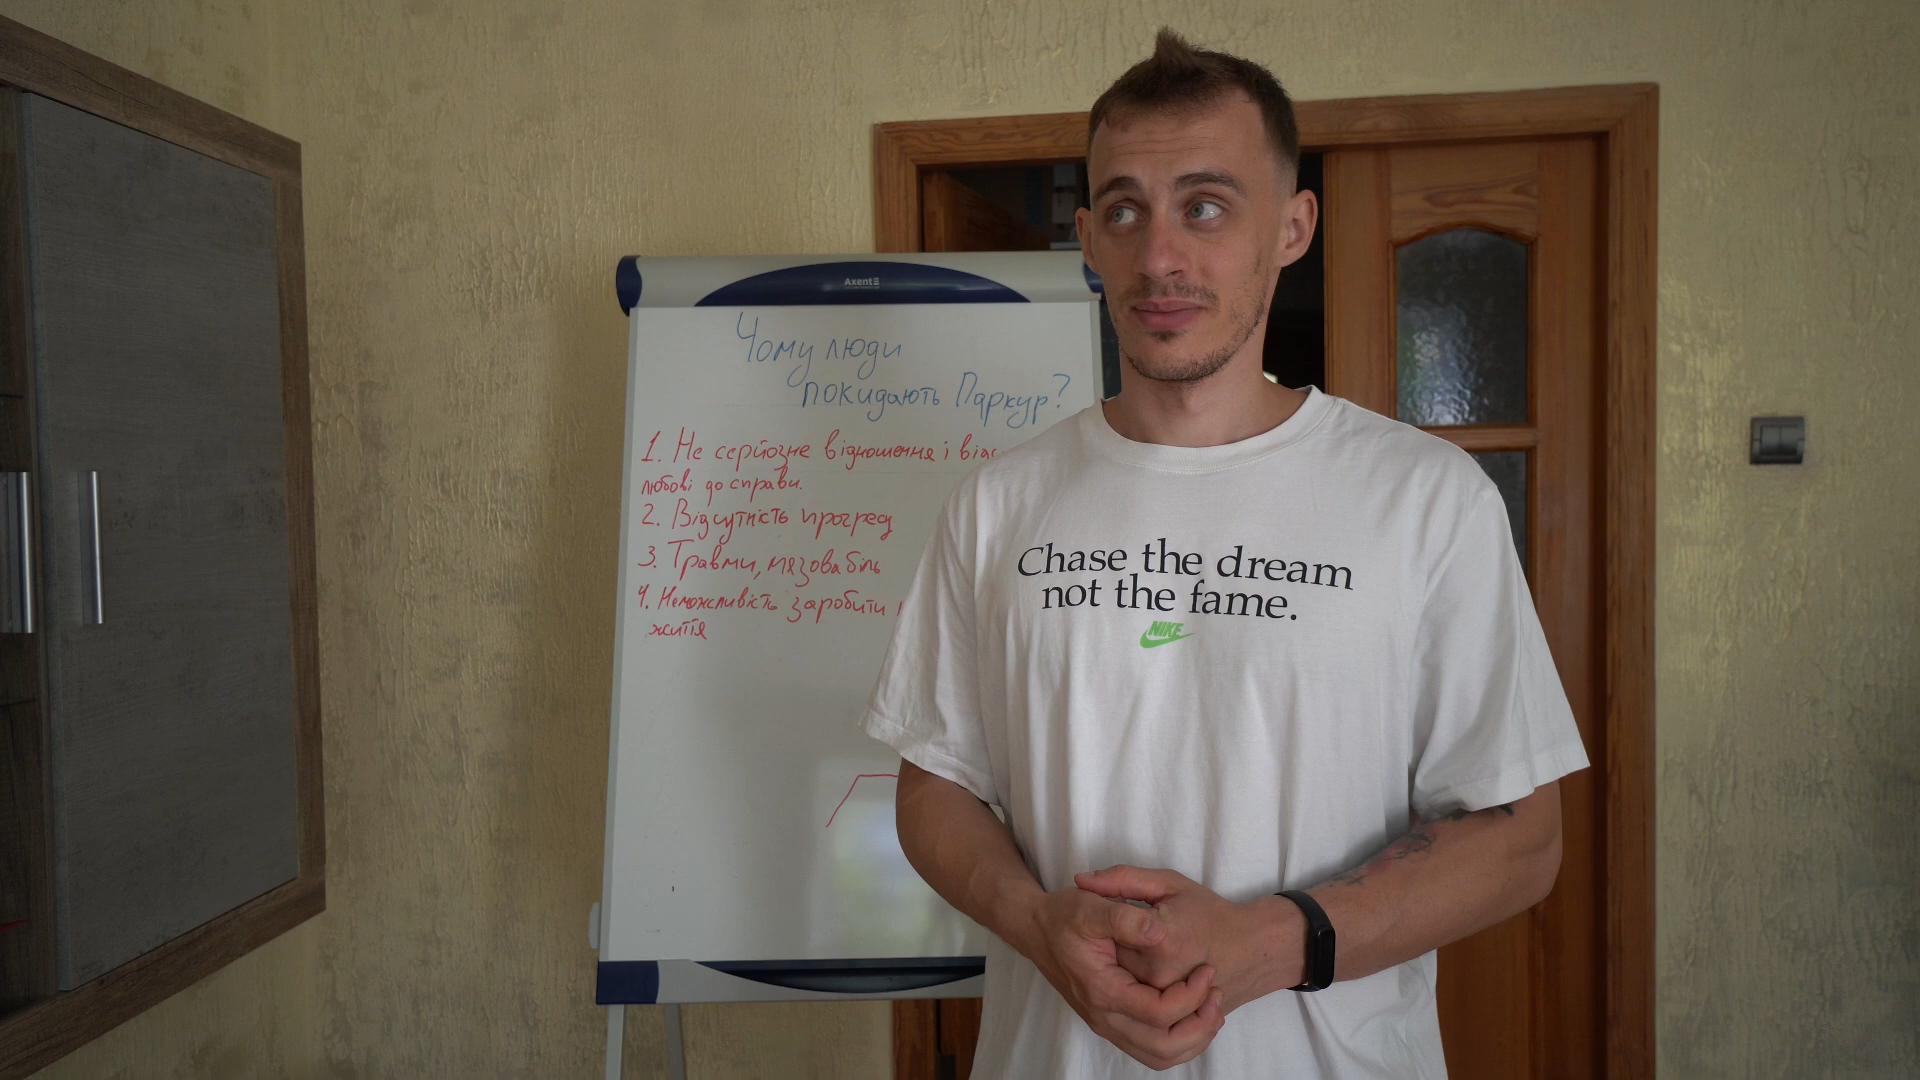 Axent
Чому люди
покидають Паркур?
1. Не серйозне відношення і
любові до справи.
2. Відсутність прогресу
3. Травми, мязова біль
4. Неможливість заробити
життя
Chase the dream
not the fame.
NIKE